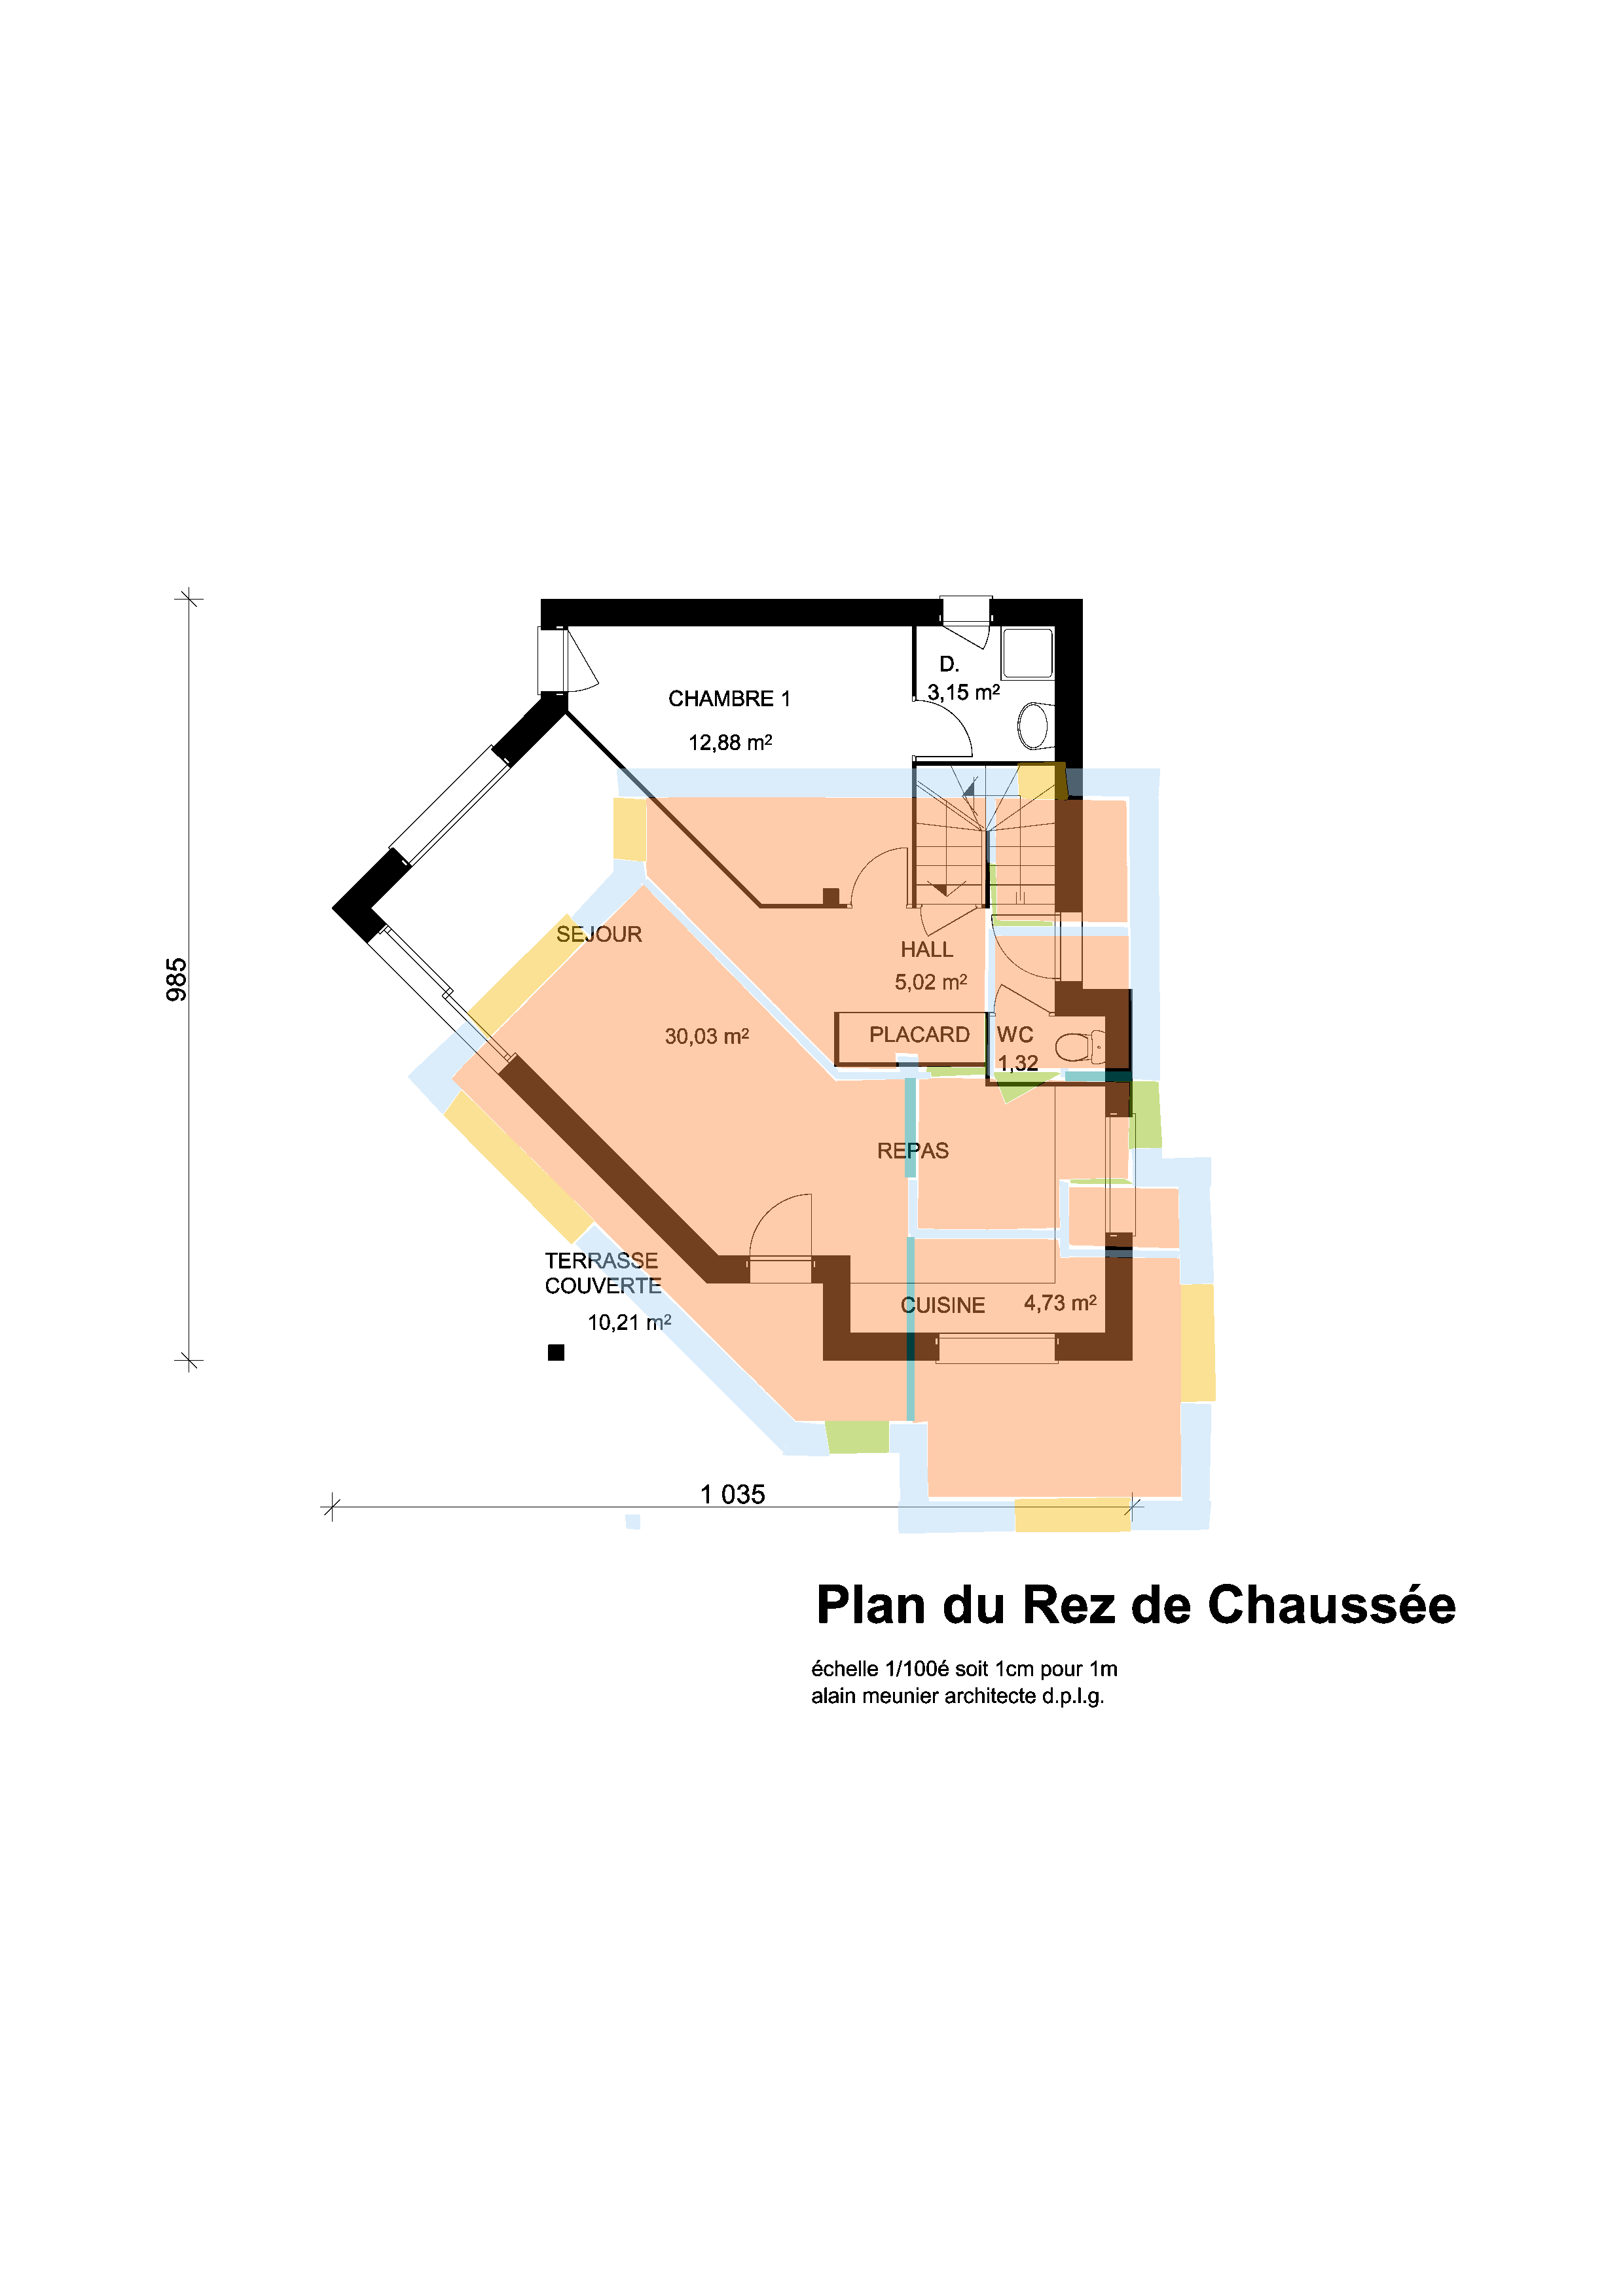 D.
3,15 m²
CHAMBRE 1
12,88 m²
SEJOUR
HALL
5,02 m²
985
30,03 m²
PLACARD
WC
1,32
REPAS
TERRASSE
COUVERTE
10,21 m²
CUISINE
4,73 m²
1 035
Plan du Rez de Chaussée
échelle 1/100é soit 1cm pour 1m
alain meunier architecte d.p.l.g.